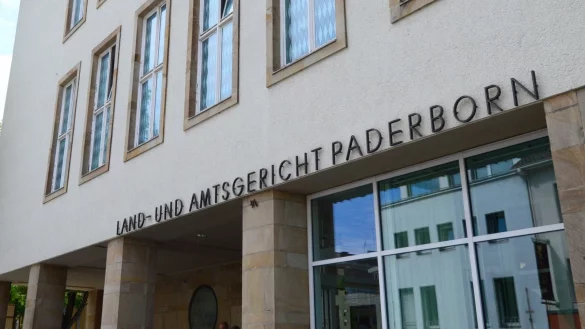 LAND- UND AMTSGERICHT PADERBORN